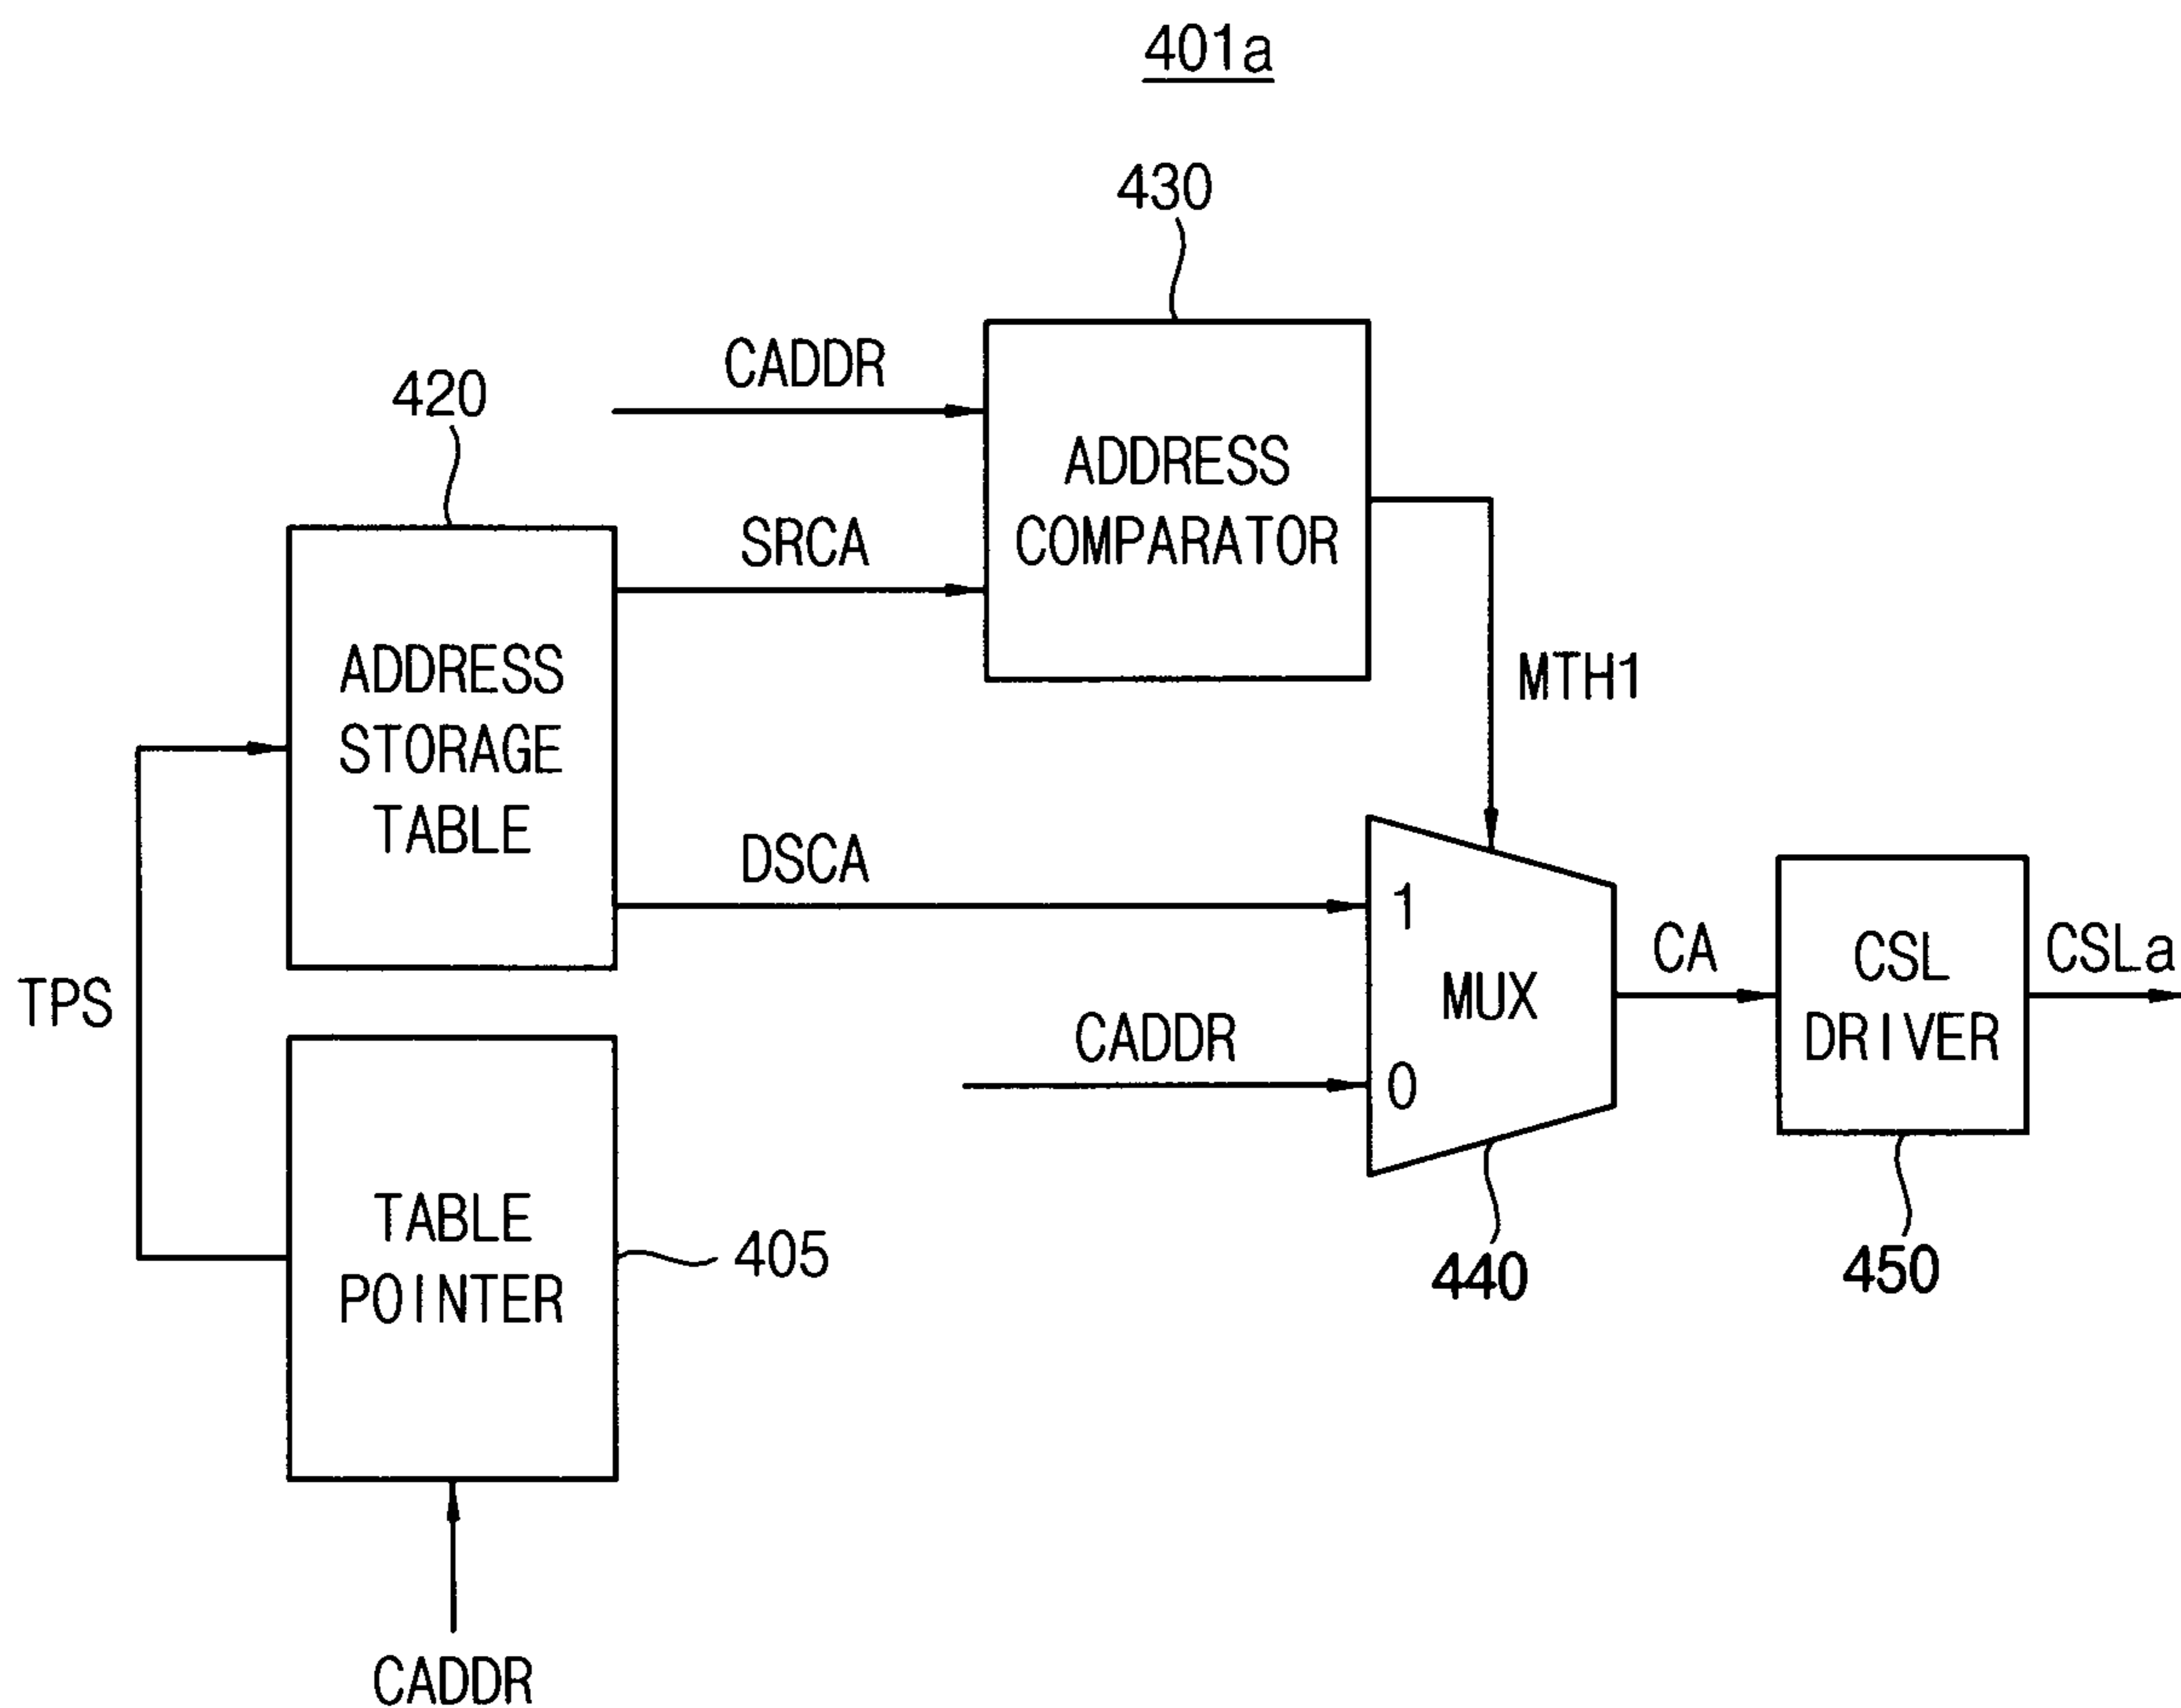 401a
430
CADDR
420
ADDRESS
COMPARATOR
SRCA
ADDRESS
STORAGE
TABLE
MTH1
DSCA
1
MUX
0
CA
CSL
DRIVER
CSLa
TPS
CADDR
TABLE
POINTER
405
440
450
CADDR